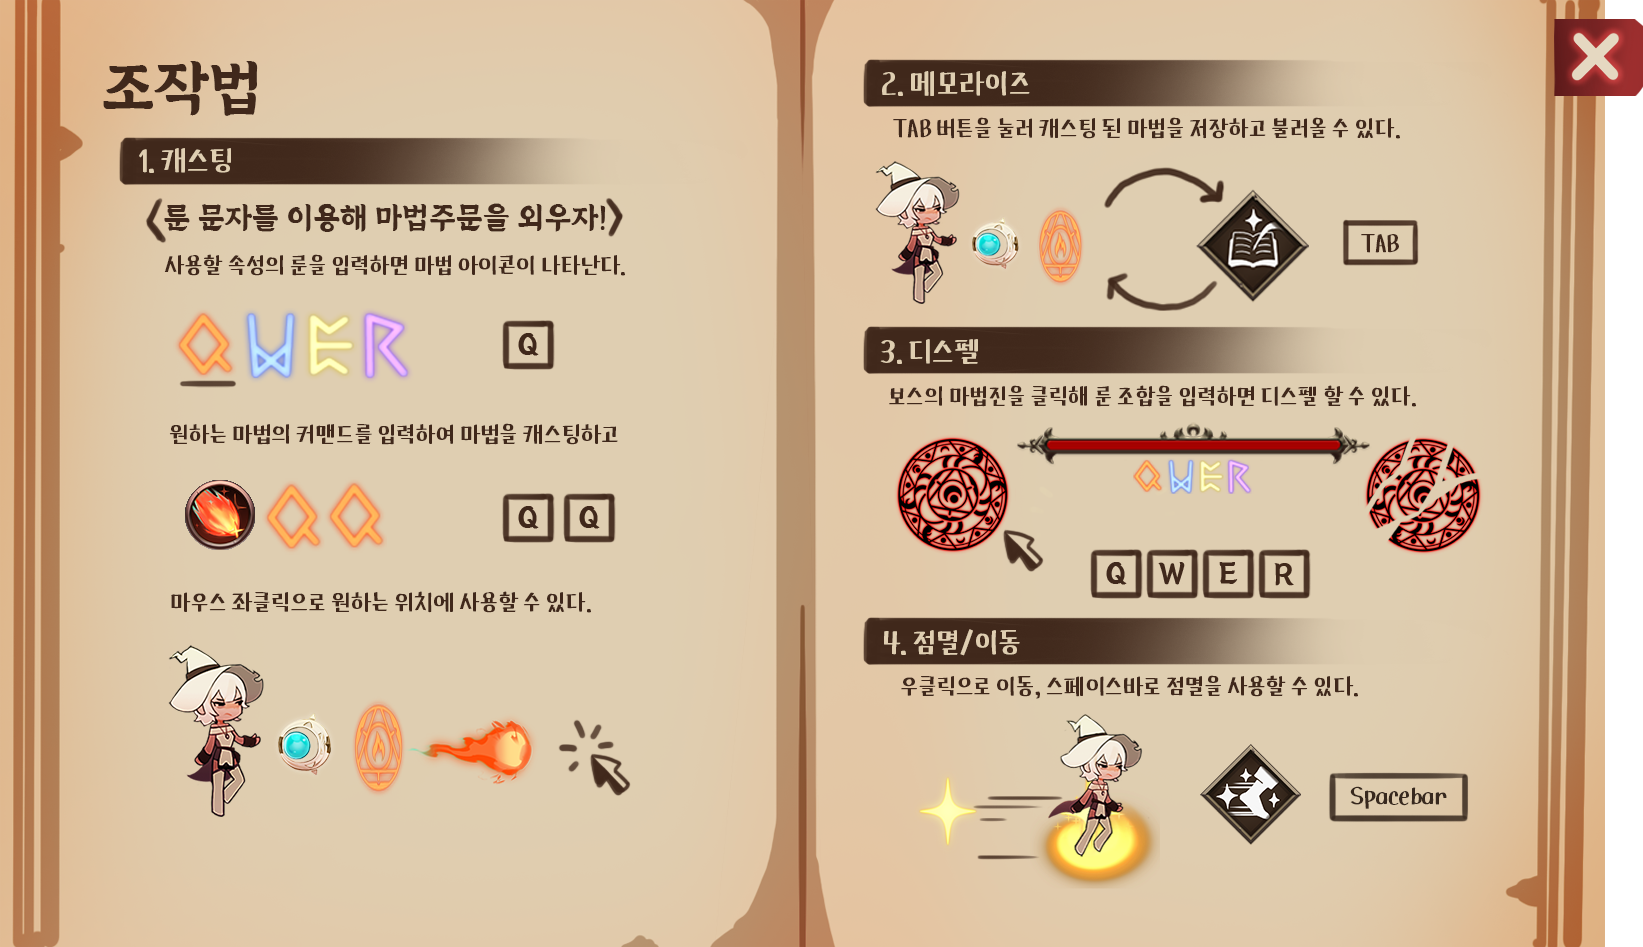 조작법
1. 캐스팅
<룬 문자를 이용해 마법주문을 외우자!>
사용할 속성의 룬을 입력하면 마법 아이콘이 나타난다.
Q W E R
Q
원하는 마법의 커맨드를 입력하여 마법을 캐스팅하고
Q Q
Q Q
마우스 좌클릭으로 원하는 위치에 사용할 수 있다.
2. 메모라이즈
TAB 버튼을 눌러 캐스팅 된 마법을 저장하고 불러올 수 있다.
TAB
3. 디스펠
보스의 마법진을 클릭해 룬 조합을 입력하면 디스펠 할 수 있다.
Q W E R
Q W E R
4. 점멸/이동
우클릭으로 이동, 스페이스바로 점멸을 사용할 수 있다.
Spacebar